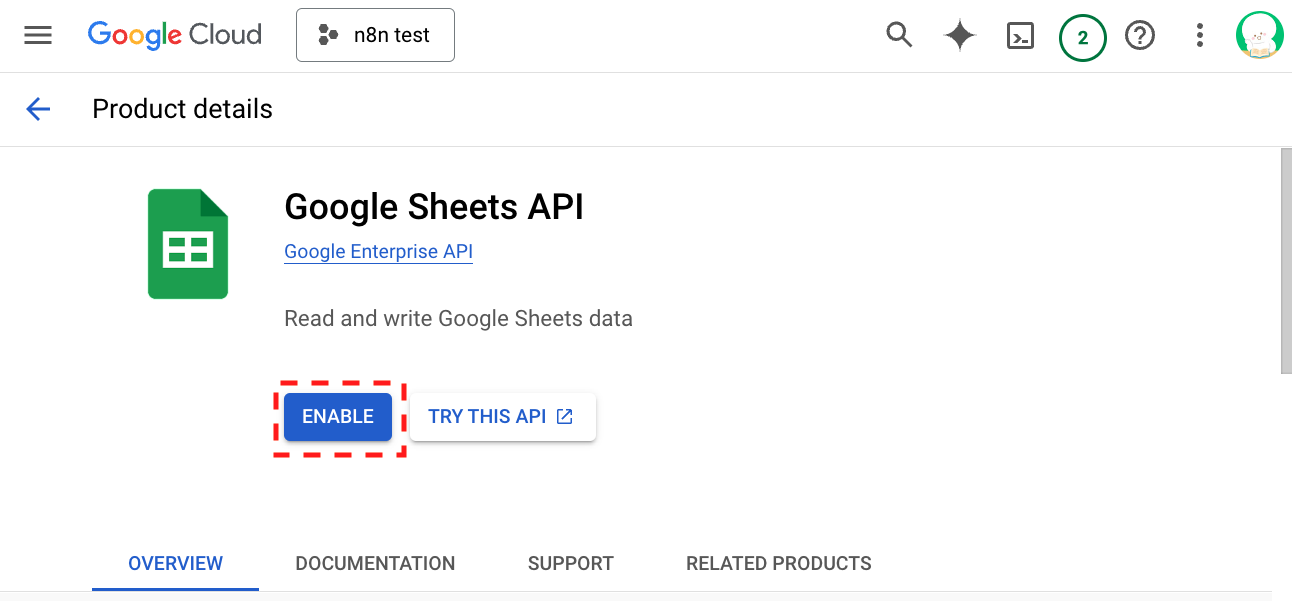 Google Cloud
n8n test
2
Product details
Google Sheets API
Google Enterprise API
Read and write Google Sheets data
ENABLE
TRY THIS API
OVERVIEW
DOCUMENTATION
SUPPORT
RELATED PRODUCTS